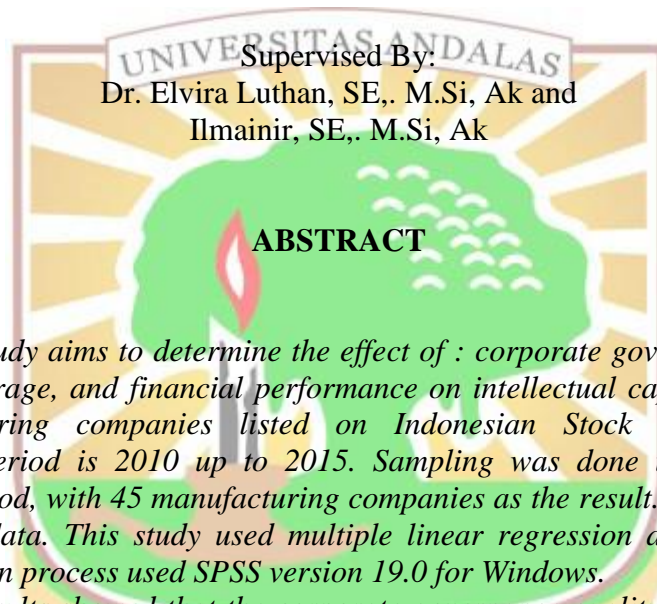 UNIVERSITAS ANDALAS
Supervised By:
Dr. Elvira Luthan, SE,. M.Si, Ak and
Ilmainir, SE,. M.Si, Ak
ABSTRACT
udy aims to determine the effect of : corporate gov
rage, and financial performance on intellectual cap
ring companies listed on Indonesian Stock
eriod is 2010 up to 2015. Sampling was done
od, with 45 manufacturing companies as the result.
data. This study used multiple linear regression a
n process used SPSS version 19.0 for Windows.